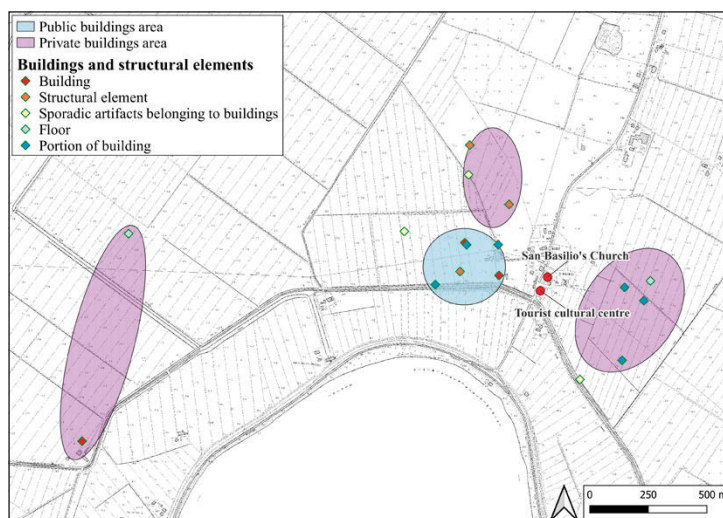 Public buildings area
Private buildings area
Buildings and structural elements
Building
Structural element
Sporadic artifacts belonging to buildings
Floor
Portion of building
San Basilio's Church
Tourist cultural centre
0 250 500 m